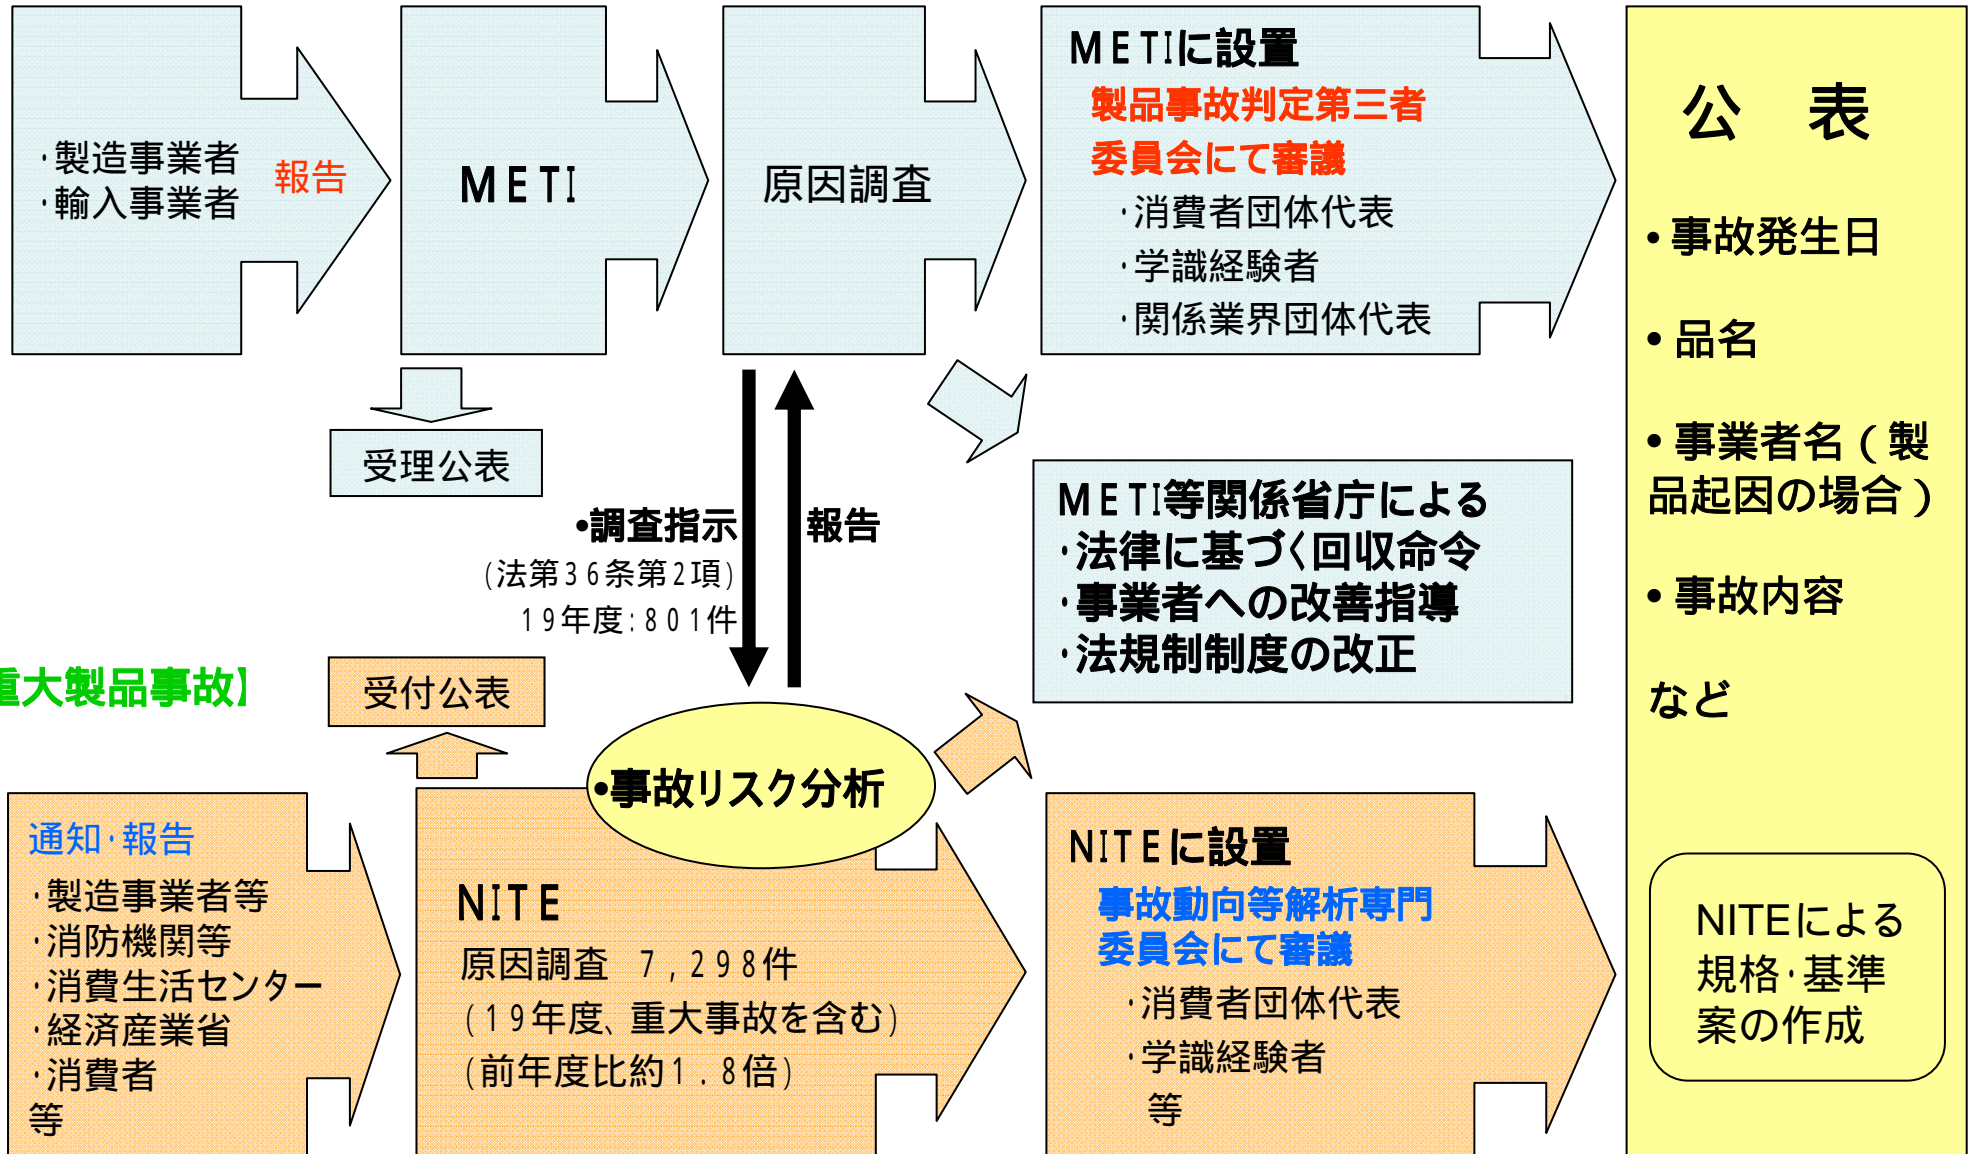 ・製造事業者
・輸入事業者
報告
METI
原因調査
METIに設置
製品事故判定第三者
委員会にて審議
・消費者団体代表
・学識経験者
・関係業界団体代表
受理公表
•調査指示
(法第36条第2項)
19年度:801件
報告
METI等関係省庁による
・法律に基づく回収命令
・事業者への改善指導
・法規制制度の改正
重大製品事故】
受付公表
•事故リスク分析
通知・報告
・製造事業者等
・消防機関等
・消費生活センター
・経済産業省
・消費者
等
NITE
原因調査 7,298件
(19年度、重大事故を含む)
(前年度比約1.8倍)
NITEに設置
事故動向等解析専門
委員会にて審議
・消費者団体代表
・学識経験者
等
公 表
•事故発生日
•品名
•事業者名(製
品起因の場合)
•事故内容
など
NITEによる
規格・基準
案の作成